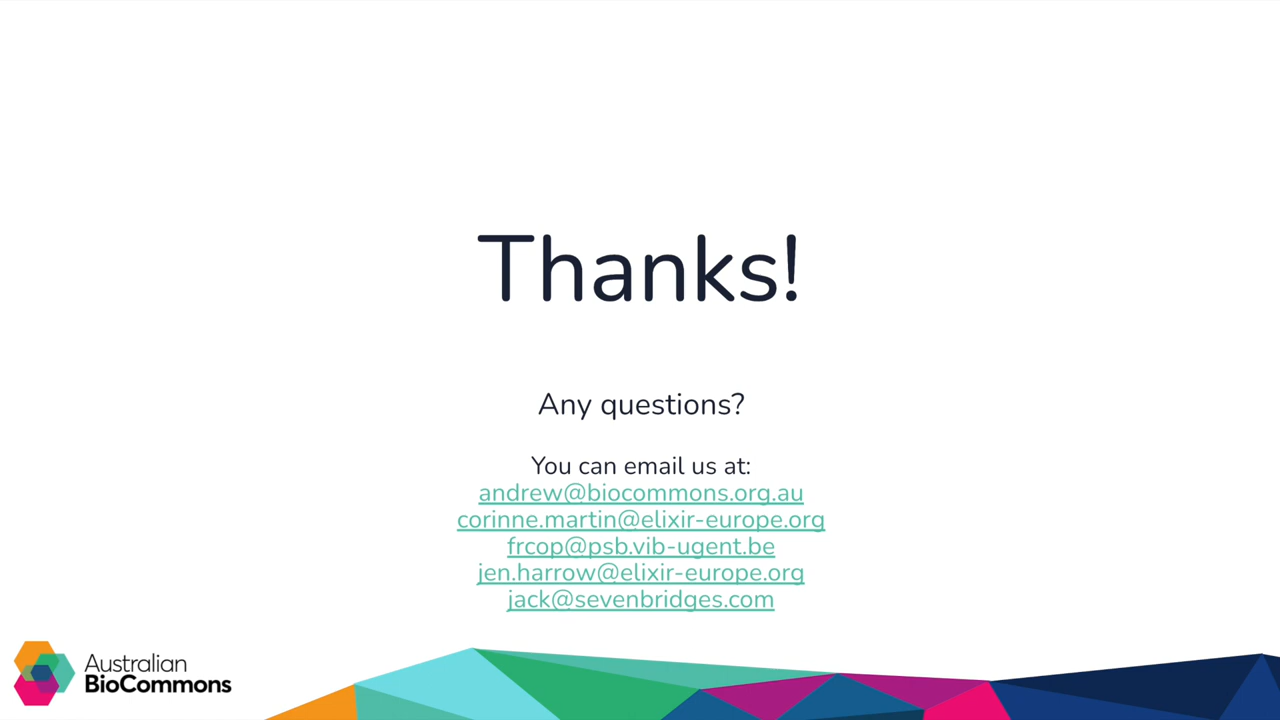 Thanks!
Any questions?
You can email us at:
andrew@biocommons.org.au
corinne.martin@elixir-europe.org
frcop@psb.vib-ugent.be
jen.harrow@elixir-europe.org
jack@sevenbridges.com
Australian
BioCommons